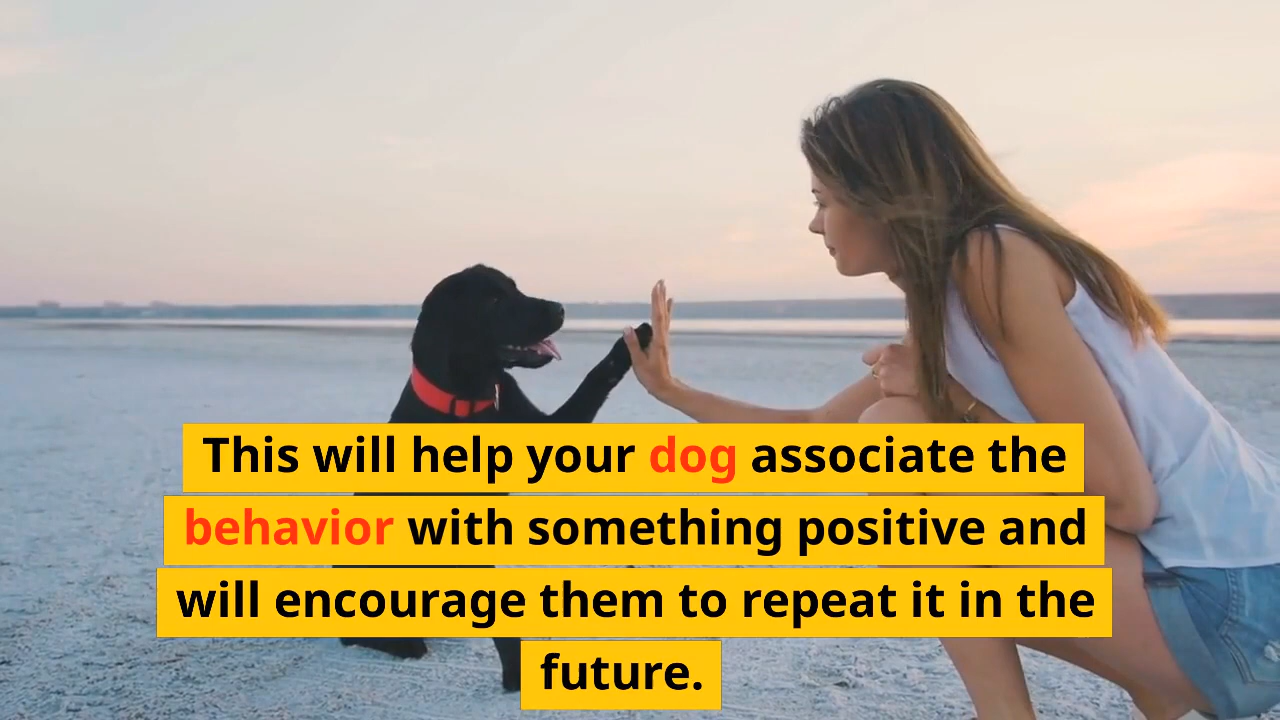 This will help your dog associate the
behavior with something positive and
will encourage them to repeat it in the
future.